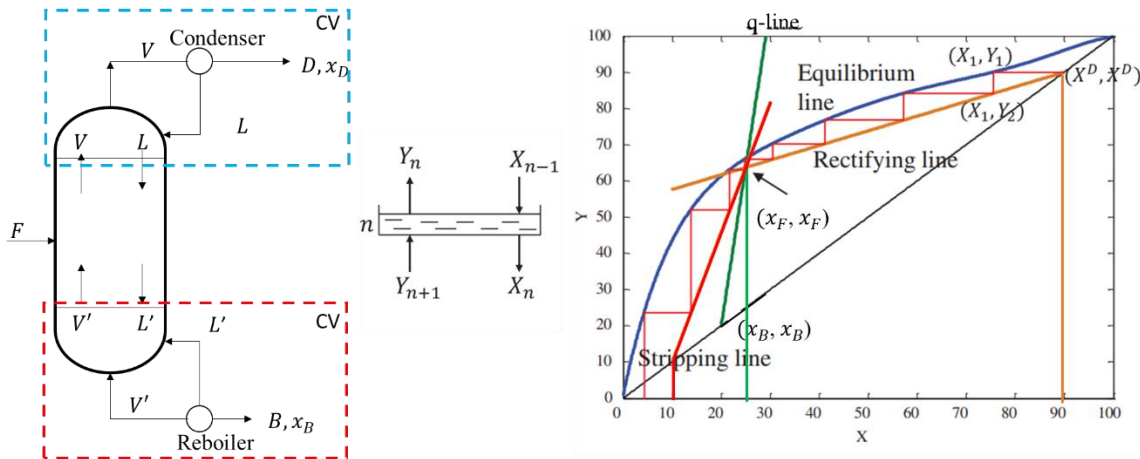 CV
Condenser
V
D, x_D
L
V
L
F
V'
L'
L'
CV
V'
B, x_B
Reboiler
Y_n
X_{n-1}
n
Y_{n+1}
X_n
q-line
100
90
80
70
60
50
40
30
20
10
0
Y
Equilibrium
line
(X_1, Y_1)
(X^D, X^D)
(X_1, Y_2)
Rectifying line
(x_F, x_F)
(x_B, x_B)
Stripping line
0 10 20 30 40 50 60 70 80 90 100
X